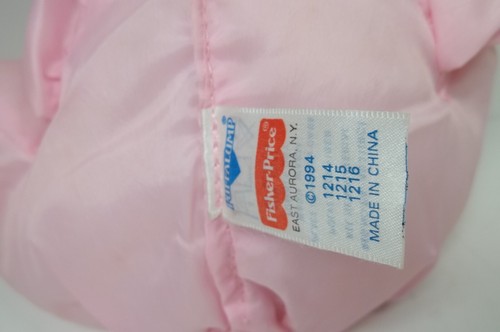 Fisher-Price®
EAST AURORA, N.Y.
©1994
1214
1215
1216
MADE IN CHINA